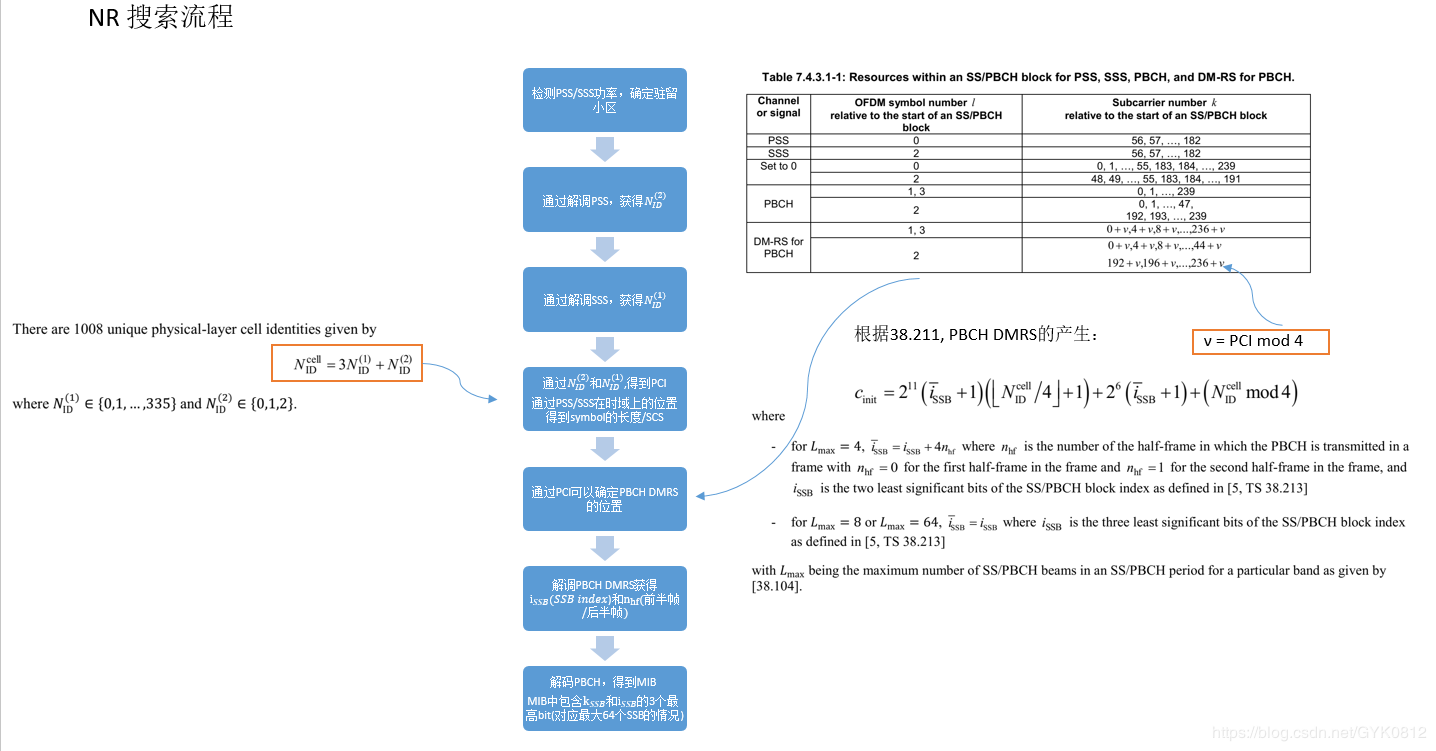 NR 搜索流程
检测PSS/SSS功率，确定驻留
小区
通过解调PSS，获得N_{ID}^{(2)}
通过解调SSS，获得N_{ID}^{(1)}
通过N_{ID}^{(2)}和N_{ID}^{(1)},得到PCI
通过PSS/SSS在时域上的位置
得到symbol的长度/SCS
通过PCI可以确定PBCH DMRS
的位置
解调PBCH DMRS获得
i_{SSB}(SSB index)和n_{hf}(前半帧
/后半帧)
解码PBCH，得到MIB
MIB中包含k_{SSB}和i_{SSB}的3个最
高bit(对应最大64个SSB的情况)
There are 1008 unique physical-layer cell identities given by
N_{ID}^{cell} = 3N_{ID}^{(1)} + N_{ID}^{(2)}
where N_{ID}^{(1)} ∈ {0,1, … ,335} and N_{ID}^{(2)} ∈ {0,1,2}.
Table 7.4.3.1-1: Resources within an SS/PBCH block for PSS, SSS, PBCH, and DM-RS for PBCH.
Channel
or signal
OFDM symbol number l
relative to the start of an SS/PBCH
block
Subcarrier number k
relative to the start of an SS/PBCH block
PSS 0 56, 57, …, 182
SSS 2 56, 57, …, 182
Set to 0 0 0, 1, …, 55, 183, 184, …, 239
2 48, 49, …, 55, 183, 184, …, 191
PBCH 1, 3 0, 1, …, 239
2 0, 1, …, 47,
192, 193, …, 239
DM-RS for
PBCH
1, 3 0+v,4+v,8+v,...,236+v
2 0+v,4+v,8+v,...,44+v
192+v,196+v,...,236+v
根据38.211, PBCH DMRS的产生：
ν = PCI mod 4
c_{init} = 2^{11} (i̅_{SSB} +1)(⌊N_{ID}^{cell} /4⌋+1)+2^{6} (i̅_{SSB} +1)+(N_{ID}^{cell} mod 4)
where
- for L_{max} = 4, i̅_{SSB} = i_{SSB} + 4n_{hf} where n_{hf} is the number of the half-frame in which the PBCH is transmitted in a
frame with n_{hf} = 0 for the first half-frame in the frame and n_{hf} = 1 for the second half-frame in the frame, and
i_{SSB} is the two least significant bits of the SS/PBCH block index as defined in [5, TS 38.213]
- for L_{max} = 8 or L_{max} = 64, i̅_{SSB} = i_{SSB} where i_{SSB} is the three least significant bits of the SS/PBCH block index
as defined in [5, TS 38.213]
with L_{max} being the maximum number of SS/PBCH beams in an SS/PBCH period for a particular band as given by
[38.104].
https://blog.csdn.net/GYK0812